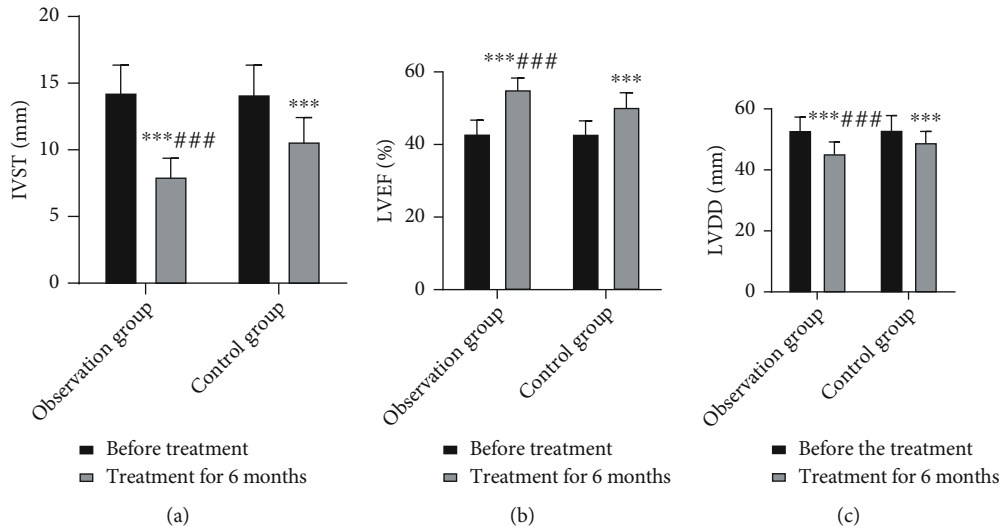 20
15
10
5
0
IVST (mm)
***###
***
Observation group
Control group
Before treatment
Treatment for 6 months
(a)
60
40
20
0
LVEF (%)
***###
***
Observation group
Control group
Before treatment
Treatment for 6 months
(b)
60
40
20
0
LVDD (mm)
***###
***
Observation group
Control group
Before the treatment
Treatment for 6 months
(c)